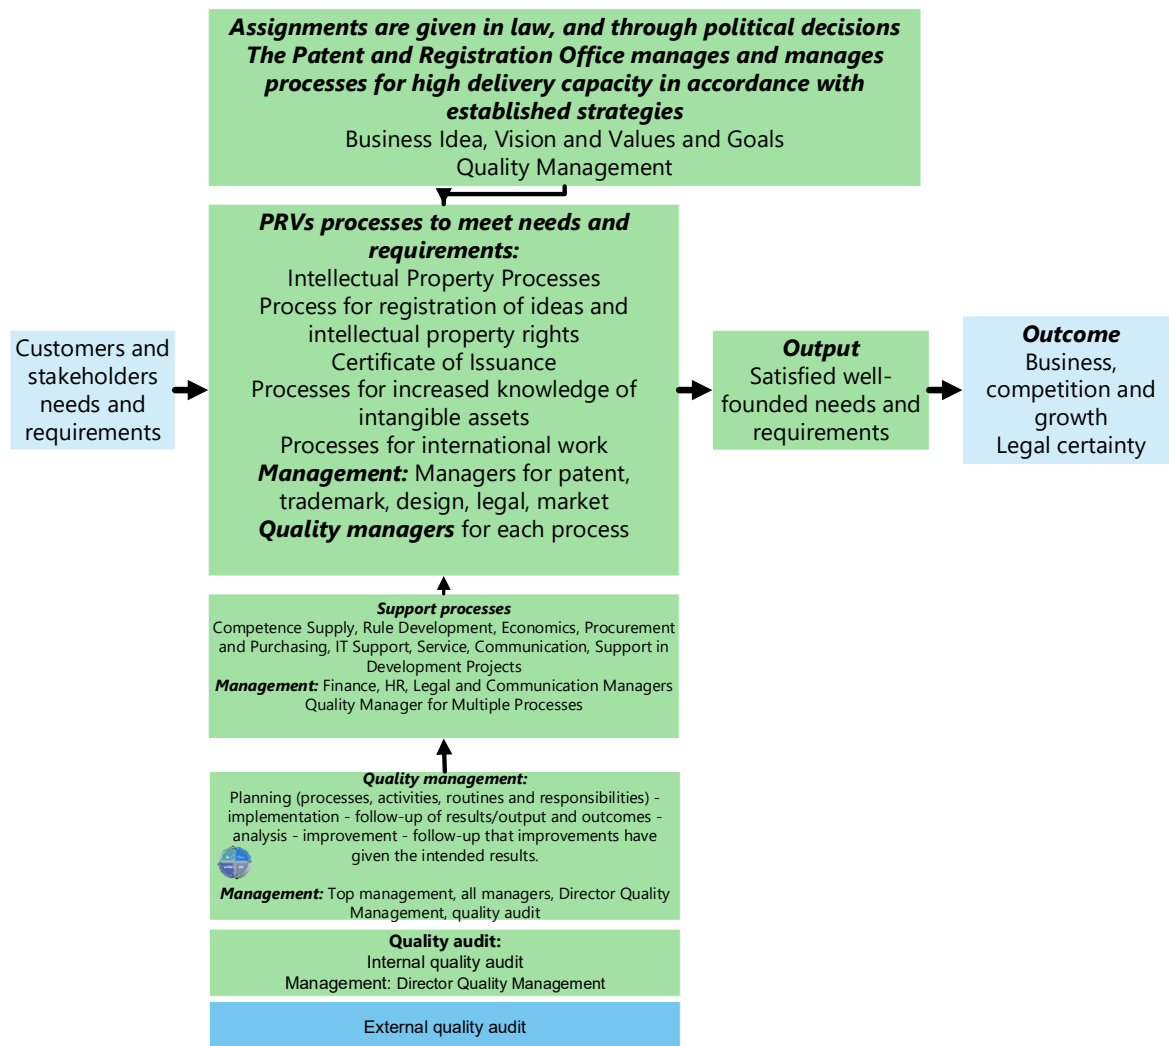 Assignments are given in law, and through political decisions
The Patent and Registration Office manages and manages
processes for high delivery capacity in accordance with
established strategies
Business Idea, Vision and Values and Goals
Quality Management
Customers and
stakeholders
needs and
requirements
PRVs processes to meet needs and
requirements:
Intellectual Property Processes
Process for registration of ideas and
intellectual property rights
Certificate of Issuance
Processes for increased knowledge of
intangible assets
Processes for international work
Management: Managers for patent,
trademark, design, legal, market
Quality managers for each process
Output
Satisfied well-
founded needs and
requirements
Outcome
Business,
competition and
growth
Legal certainty
Support processes
Competence Supply, Rule Development, Economics, Procurement
and Purchasing, IT Support, Service, Communication, Support in
Development Projects
Management: Finance, HR, Legal and Communication Managers
Quality Manager for Multiple Processes
Quality management:
Planning (processes, activities, routines and responsibilities) -
implementation - follow-up of results/output and outcomes -
analysis - improvement - follow-up that improvements have
given the intended results.
Management: Top management, all managers, Director Quality
Management, quality audit
Quality audit:
Internal quality audit
Management: Director Quality Management
External quality audit